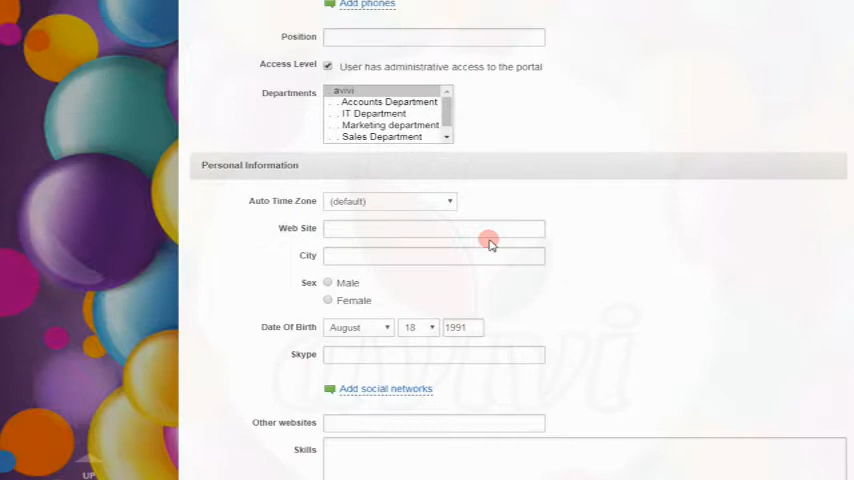 Add phones
Position
Access Level User has administrative access to the portal
Departments avivi
. . Accounts Department
. . IT Department
. . Marketing department
. . Sales Department
Personal Information
Auto Time Zone (default)
Web Site
City
Sex Male
Female
Date Of Birth August 18 1991
Skype
Add social networks
Other websites
Skills
UP